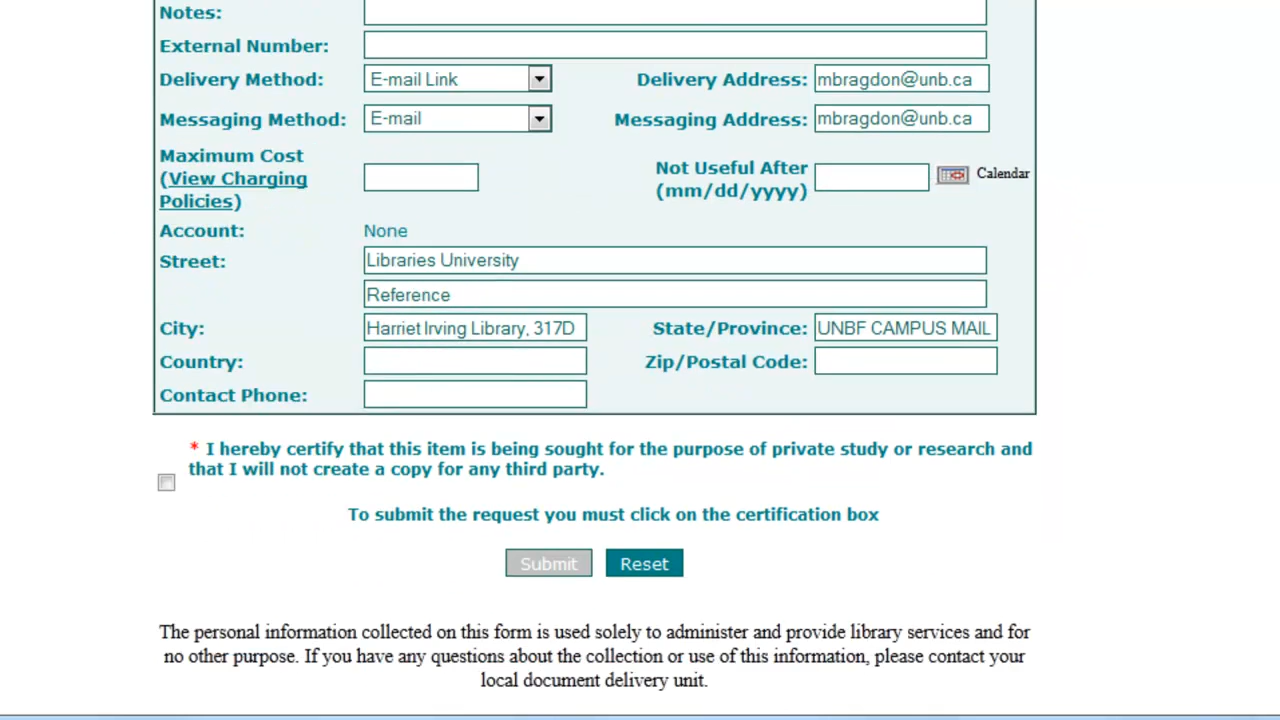 Notes:
External Number:
Delivery Method: E-mail Link Delivery Address: mbragdon@unb.ca
Messaging Method: E-mail Messaging Address: mbragdon@unb.ca
Maximum Cost
(View Charging
Policies)
Not Useful After
(mm/dd/yyyy)
Calendar
Account: None
Street: Libraries University
Reference
City: Harriet Irving Library, 317D State/Province: UNBF CAMPUS MAIL
Country: Zip/Postal Code:
Contact Phone:
* I hereby certify that this item is being sought for the purpose of private study or research and
that I will not create a copy for any third party.
To submit the request you must click on the certification box
Submit Reset
The personal information collected on this form is used solely to administer and provide library services and for
no other purpose. If you have any questions about the collection or use of this information, please contact your
local document delivery unit.